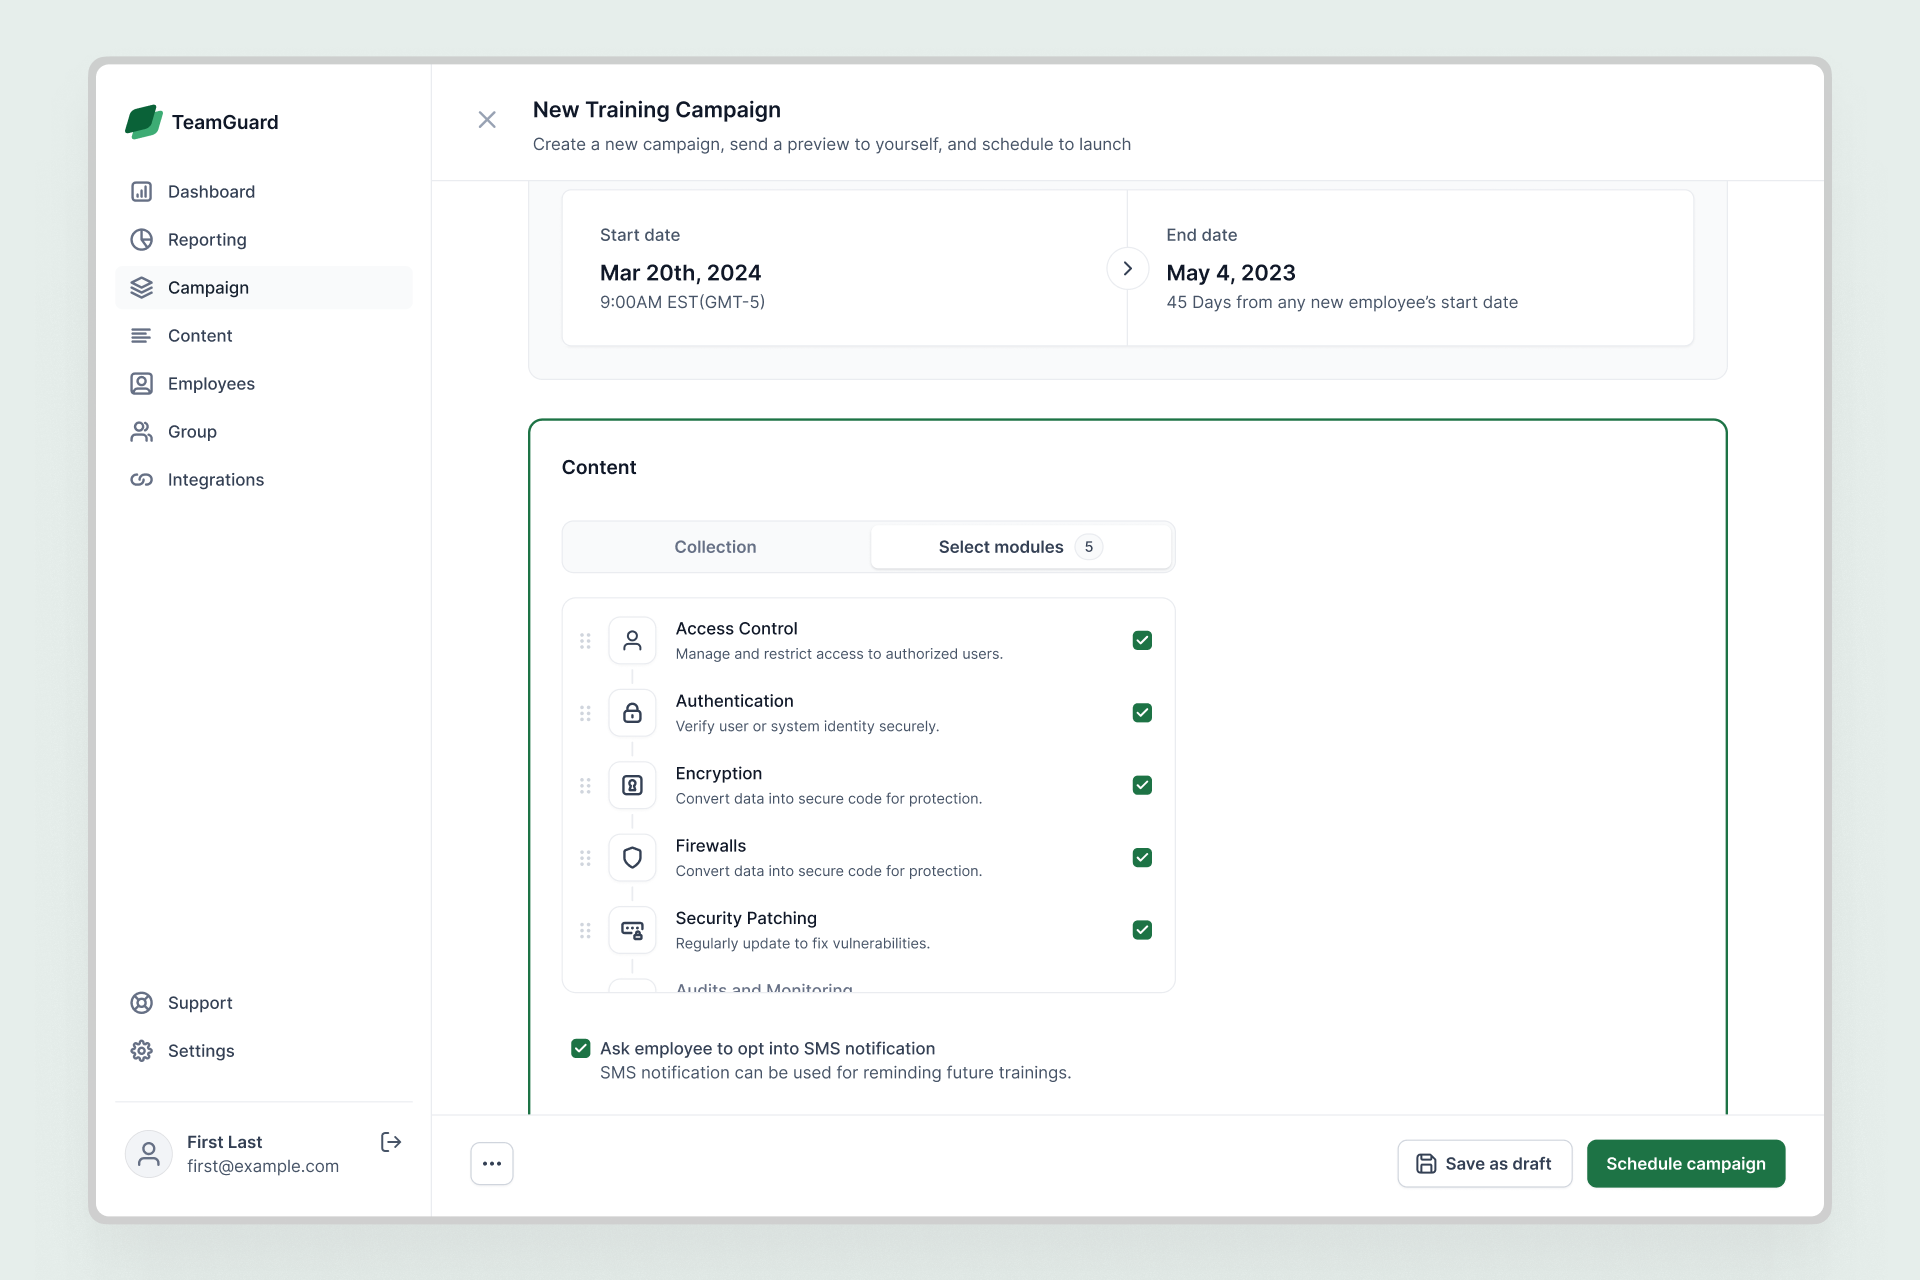 TeamGuard
Dashboard
Reporting
Campaign
Content
Employees
Group
Integrations
Support
Settings
First Last
first@example.com
New Training Campaign
Create a new campaign, send a preview to yourself, and schedule to launch
Start date
Mar 20th, 2024
9:00AM EST(GMT-5)
End date
May 4, 2023
45 Days from any new employee’s start date
Content
Collection
Select modules 5
Access Control
Manage and restrict access to authorized users.
Authentication
Verify user or system identity securely.
Encryption
Convert data into secure code for protection.
Firewalls
Convert data into secure code for protection.
Security Patching
Regularly update to fix vulnerabilities.
Audits and Monitoring
Ask employee to opt into SMS notification
SMS notification can be used for reminding future trainings.
Save as draft
Schedule campaign